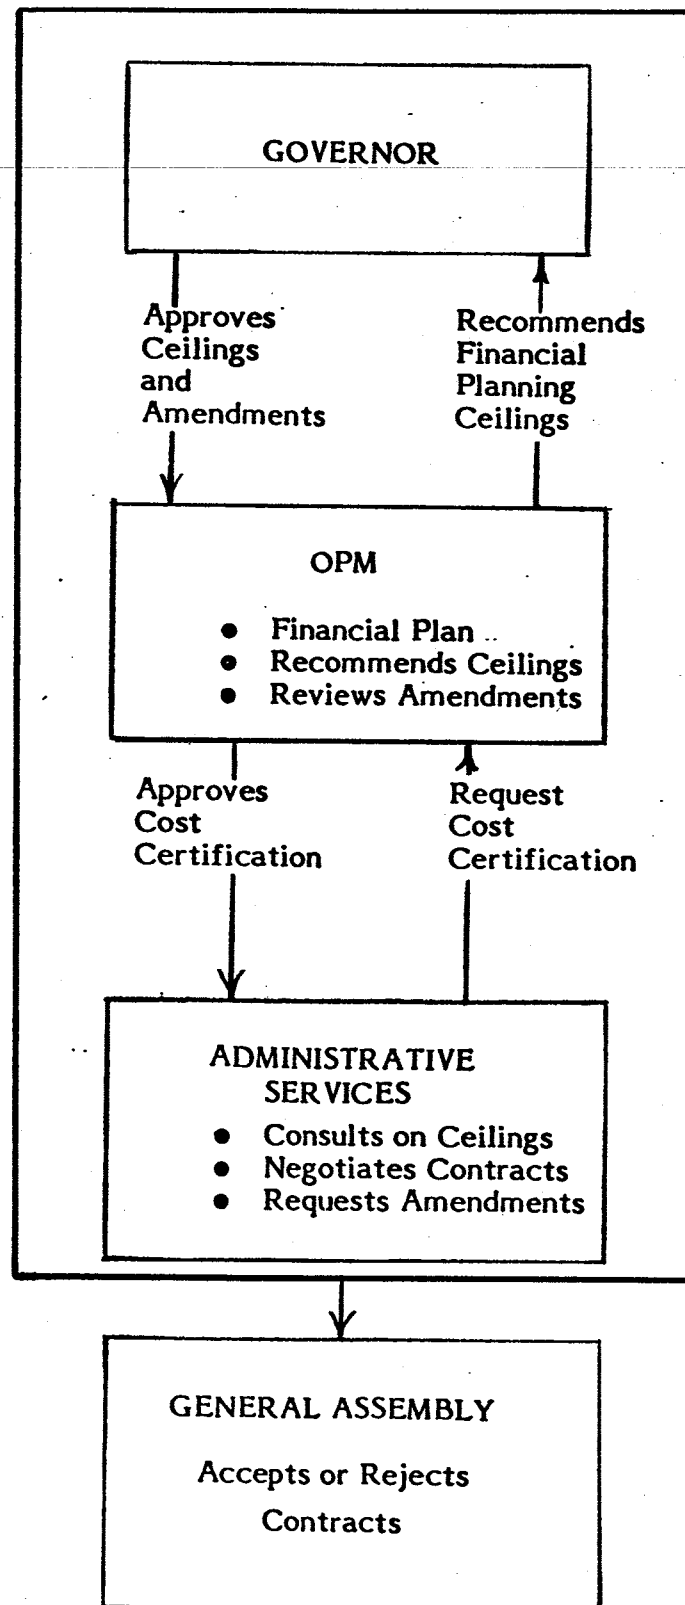 GOVERNOR
Approves
Ceilings
and
Amendments
Recommends
Financial
Planning
Ceilings
OPM
● Financial Plan
● Recommends Ceilings
● Reviews Amendments
Approves
Cost
Certification
Request
Cost
Certification
ADMINISTRATIVE
SERVICES
● Consults on Ceilings
● Negotiates Contracts
● Requests Amendments
GENERAL ASSEMBLY
Accepts or Rejects
Contracts